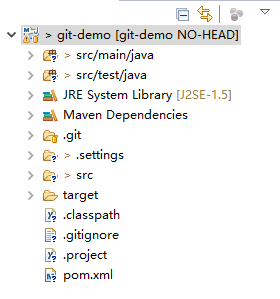 > git-demo [git-demo NO-HEAD]
> src/main/java
> src/test/java
JRE System Library [J2SE-1.5]
Maven Dependencies
.git
> .settings
> src
target
.classpath
.gitignore
.project
pom.xml